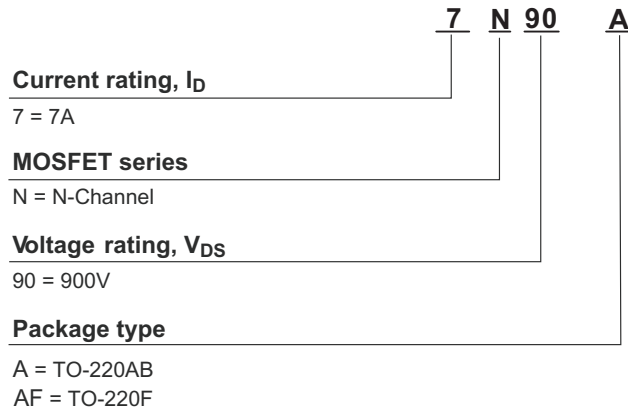 7 N 90 A
Current rating, ID
7 = 7A
MOSFET series
N = N-Channel
Voltage rating, VDS
90 = 900V
Package type
A = TO-220AB
AF = TO-220F